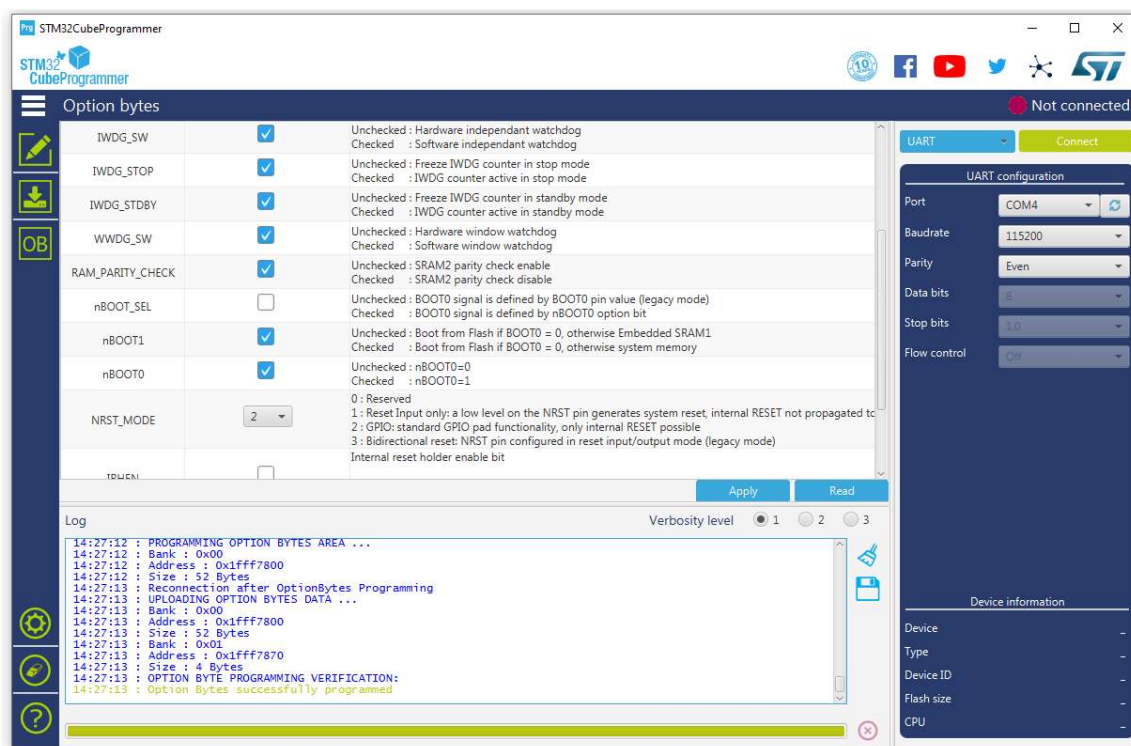 Prg STM32CubeProgrammer
STM32
CubeProgrammer
10
ST
Option bytes
Not connected
IWDG_SW
Unchecked : Hardware independant watchdog
Checked : Software independant watchdog
IWDG_STOP
Unchecked : Freeze IWDG counter in stop mode
Checked : IWDG counter active in stop mode
IWDG_STDBY
Unchecked : Freeze IWDG counter in standby mode
Checked : IWDG counter active in standby mode
WWDG_SW
Unchecked : Hardware window watchdog
Checked : Software window watchdog
RAM_PARITY_CHECK
Unchecked : SRAM2 parity check enable
Checked : SRAM2 parity check disable
nBOOT_SEL
Unchecked : BOOT0 signal is defined by BOOT0 pin value (legacy mode)
Checked : BOOT0 signal is defined by nBOOT0 option bit
nBOOT1
Unchecked : Boot from Flash if BOOT0 = 0, otherwise Embedded SRAM1
Checked : Boot from Flash if BOOT0 = 0, otherwise system memory
nBOOT0
Unchecked : nBOOT0=0
Checked : nBOOT0=1
NRST_MODE
2
0 : Reserved
1 : Reset Input only: a low level on the NRST pin generates system reset, internal RESET not propagated to
2 : GPIO: standard GPIO pad functionality, only internal RESET possible
3 : Bidirectional reset: NRST pin configured in reset input/output mode (legacy mode)
IRHEN
Internal reset holder enable bit
Apply
Read
OB
Log
Verbosity level 1 2 3
14:27:12 : PROGRAMMING OPTION BYTES AREA ...
14:27:12 : Bank : 0x00
14:27:12 : Address : 0x1fff7800
14:27:12 : Size : 52 Bytes
14:27:13 : Reconnection after OptionBytes Programming
14:27:13 : UPLOADING OPTION BYTES DATA ...
14:27:13 : Bank : 0x00
14:27:13 : Address : 0x1fff7800
14:27:13 : Size : 52 Bytes
14:27:13 : Bank : 0x01
14:27:13 : Address : 0x1fff7870
14:27:13 : Size : 4 Bytes
14:27:13 : OPTION BYTE PROGRAMMING VERIFICATION:
14:27:13 : Option Bytes successfully programmed
UART
Connect
UART configuration
Port COM4
Baudrate 115200
Parity Even
Data bits 8
Stop bits 1.0
Flow control Off
Device information
Device -
Type -
Device ID -
Flash size -
CPU -